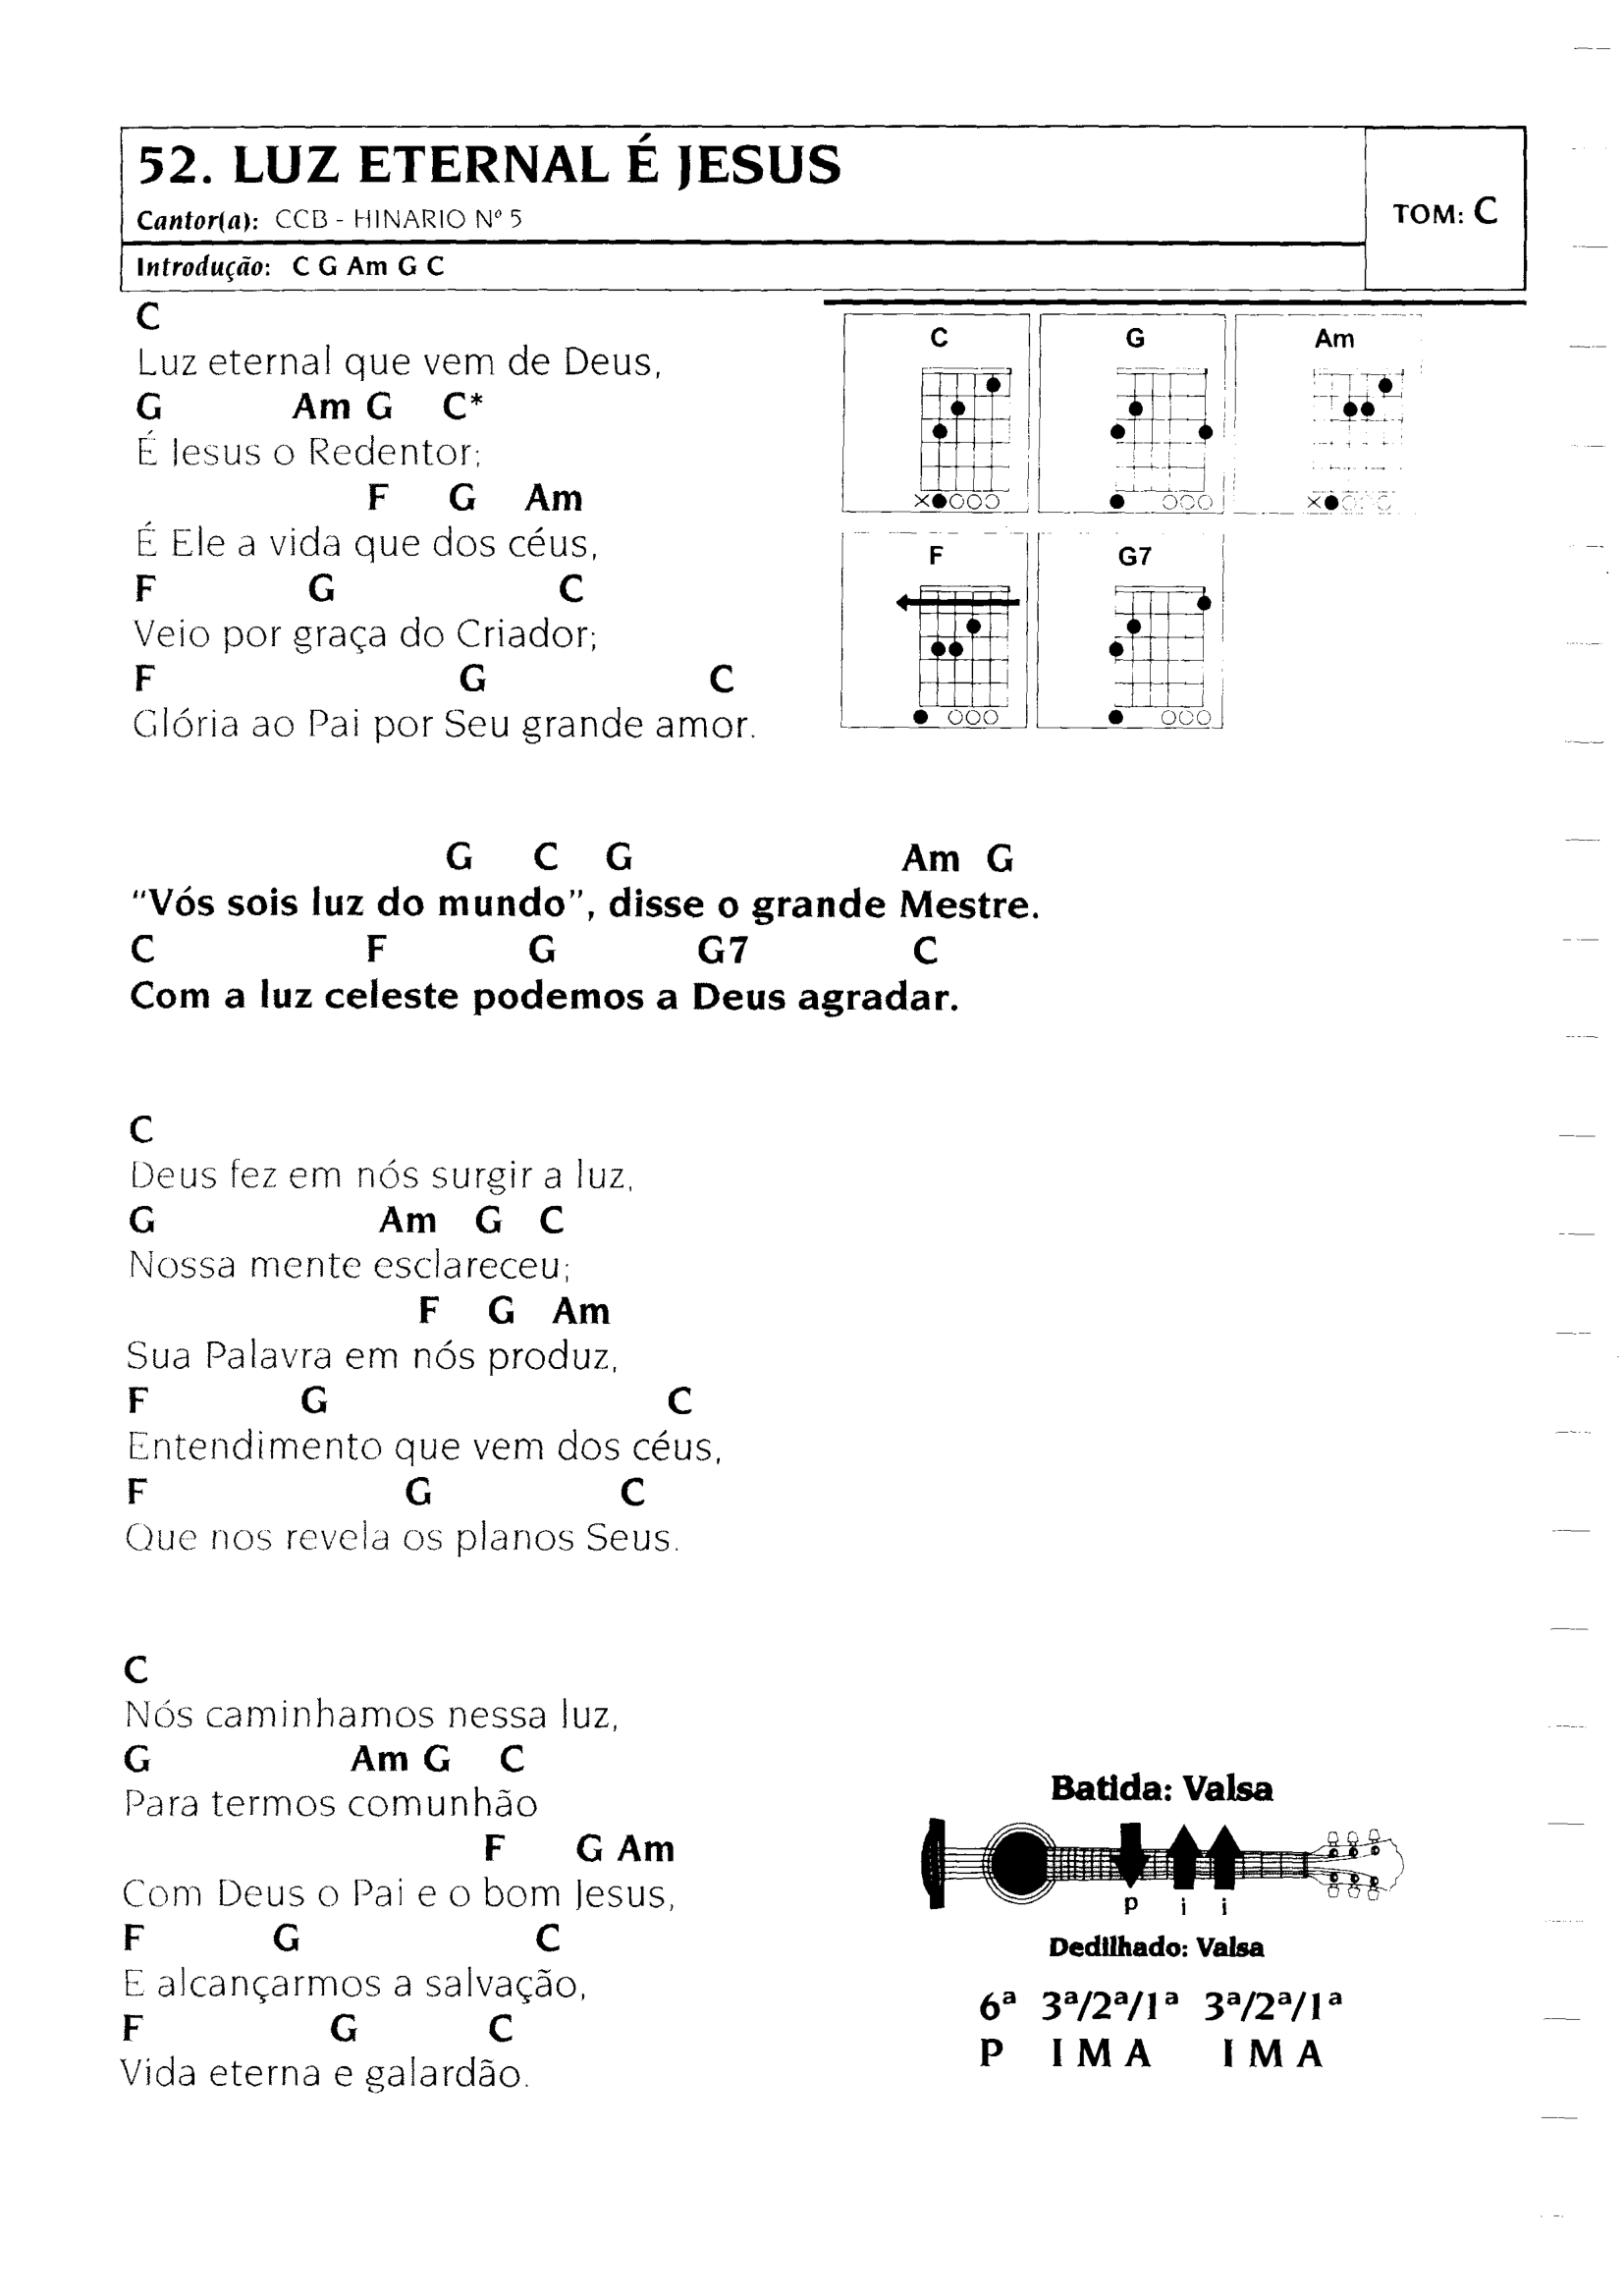 52. LUZ ETERNAL É JESUS
Cantor(a): CCB - HINARIO Nº 5
TOM: C
Introdução: C G Am G C
C
Luz eternal que vem de Deus,
G Am G C*
É Jesus o Redentor;
F G Am
É Ele a vida que dos céus,
F G C
Veio por graça do Criador;
F G C
Glória ao Pai por Seu grande amor.
C G Am
F G7
G C G Am G
“Vós sois luz do mundo”, disse o grande Mestre.
C F G G7 C
Com a luz celeste podemos a Deus agradar.
C
Deus fez em nós surgir a luz,
G Am G C
Nossa mente esclareceu;
F G Am
Sua Palavra em nós produz,
F G C
Entendimento que vem dos céus,
F G C
Que nos revela os planos Seus.
C
Nós caminhamos nessa luz,
G Am G C
Para termos comunhão
F G Am
Com Deus o Pai e o bom Jesus,
F G C
E alcançarmos a salvação,
F G C
Vida eterna e galardão.
Batida: Valsa
p i i
Dedilhado: Valsa
6ª 3ª/2ª/1ª 3ª/2ª/1ª
P I M A I M A